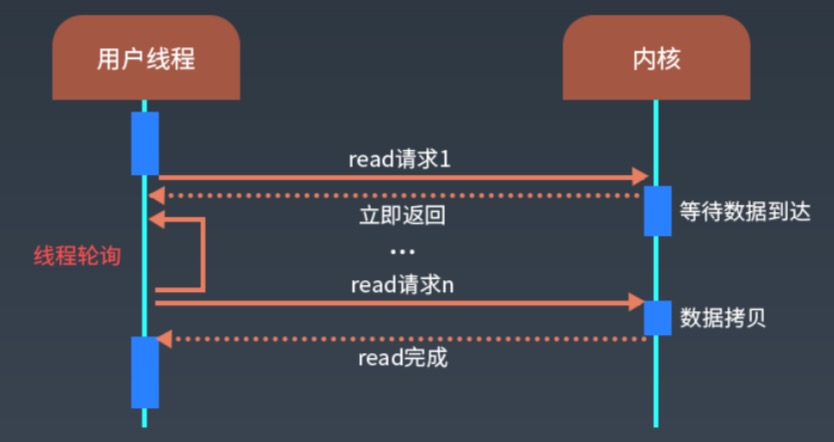 用户线程
内核
read请求1
立即返回
等待数据到达
...
线程轮询
read请求n
数据拷贝
read完成